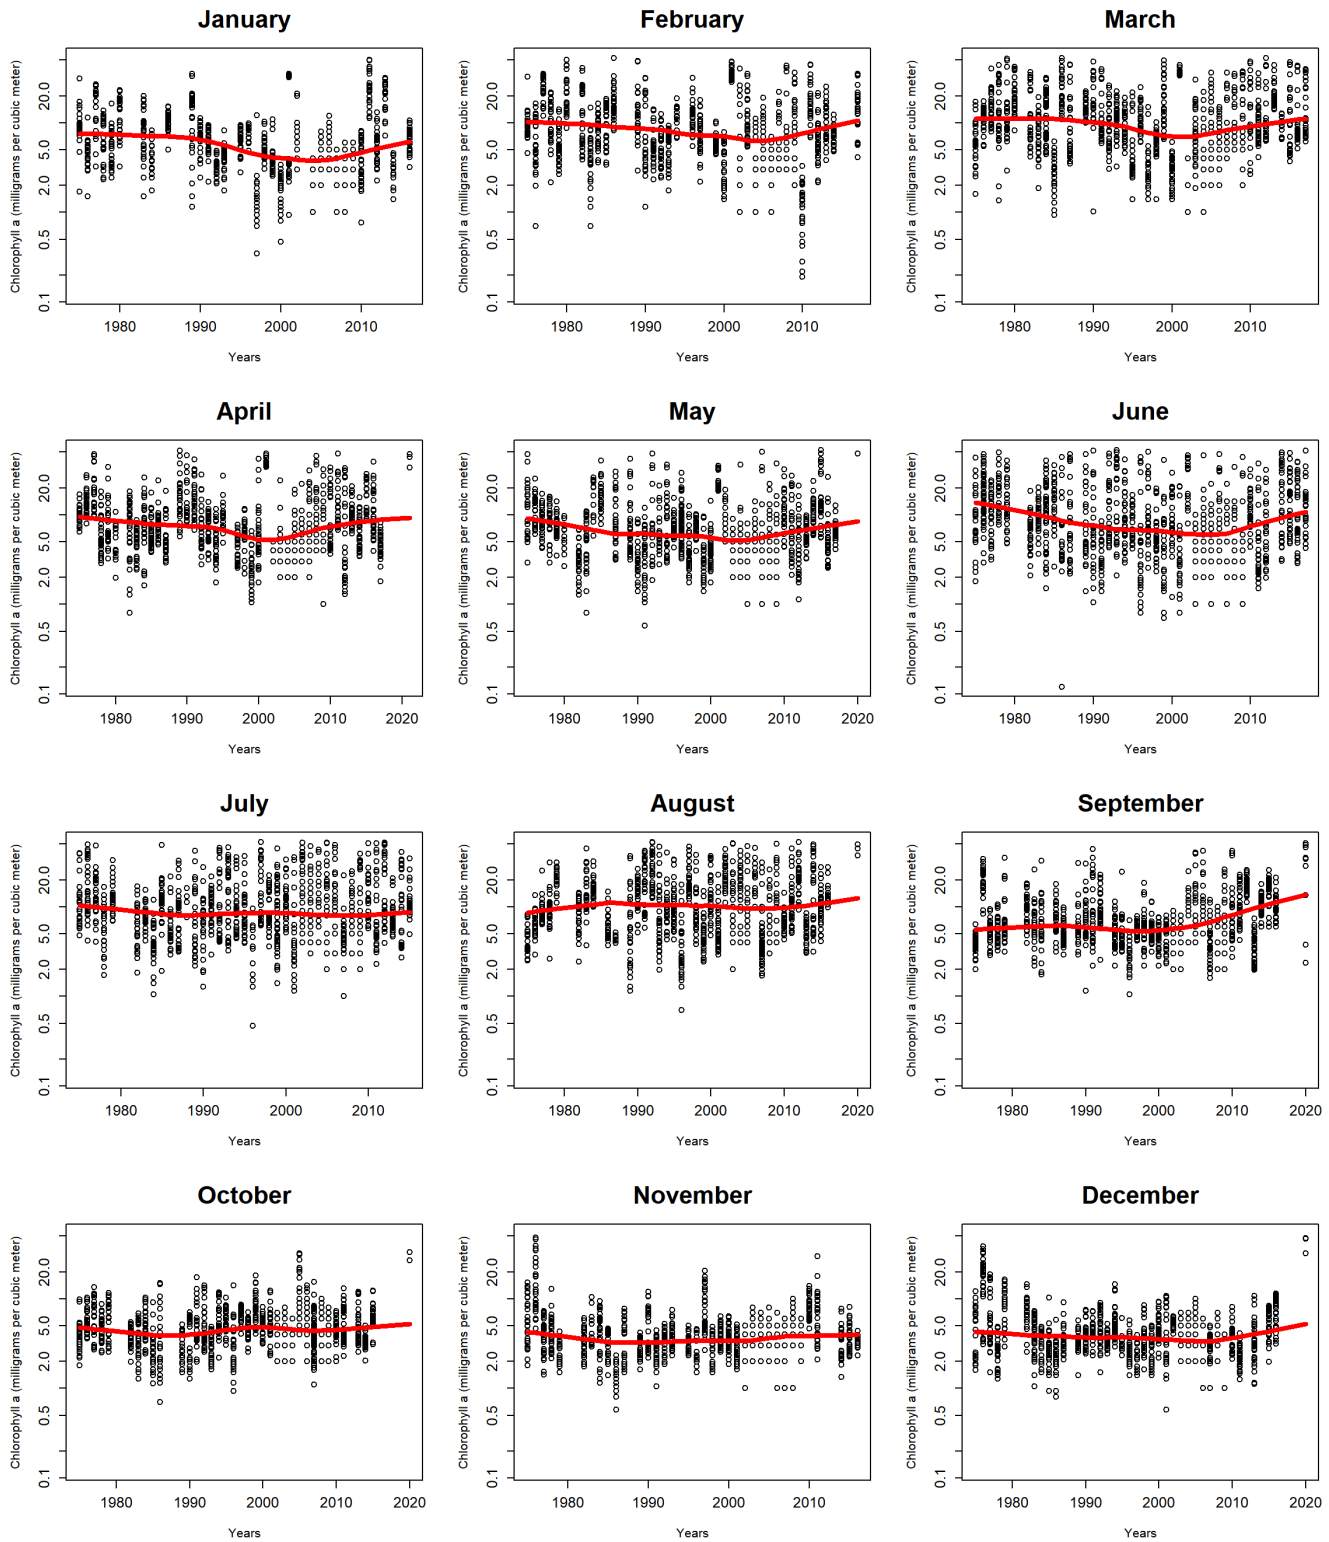 January February March
Chlorophyll a (milligrams per cubic meter) Chlorophyll a (milligrams per cubic meter) Chlorophyll a (milligrams per cubic meter)
20.0 20.0 20.0
5.0 5.0 5.0
2.0 2.0 2.0
0.5 0.5 0.5
0.1 0.1 0.1
1980 1990 2000 2010 1980 1990 2000 2010 1980 1990 2000 2010
Years Years Years
April May June
Chlorophyll a (milligrams per cubic meter) Chlorophyll a (milligrams per cubic meter) Chlorophyll a (milligrams per cubic meter)
20.0 20.0 20.0
5.0 5.0 5.0
2.0 2.0 2.0
0.5 0.5 0.5
0.1 0.1 0.1
1980 1990 2000 2010 2020 1980 1990 2000 2010 2020 1980 1990 2000 2010
Years Years Years
July August September
Chlorophyll a (milligrams per cubic meter) Chlorophyll a (milligrams per cubic meter) Chlorophyll a (milligrams per cubic meter)
20.0 20.0 20.0
5.0 5.0 5.0
2.0 2.0 2.0
0.5 0.5 0.5
0.1 0.1 0.1
1980 1990 2000 2010 1980 1990 2000 2010 2020 1980 1990 2000 2010 2020
Years Years Years
October November December
Chlorophyll a (milligrams per cubic meter) Chlorophyll a (milligrams per cubic meter) Chlorophyll a (milligrams per cubic meter)
20.0 20.0 20.0
5.0 5.0 5.0
2.0 2.0 2.0
0.5 0.5 0.5
0.1 0.1 0.1
1980 1990 2000 2010 2020 1980 1990 2000 2010 1980 1990 2000 2010 2020
Years Years Years